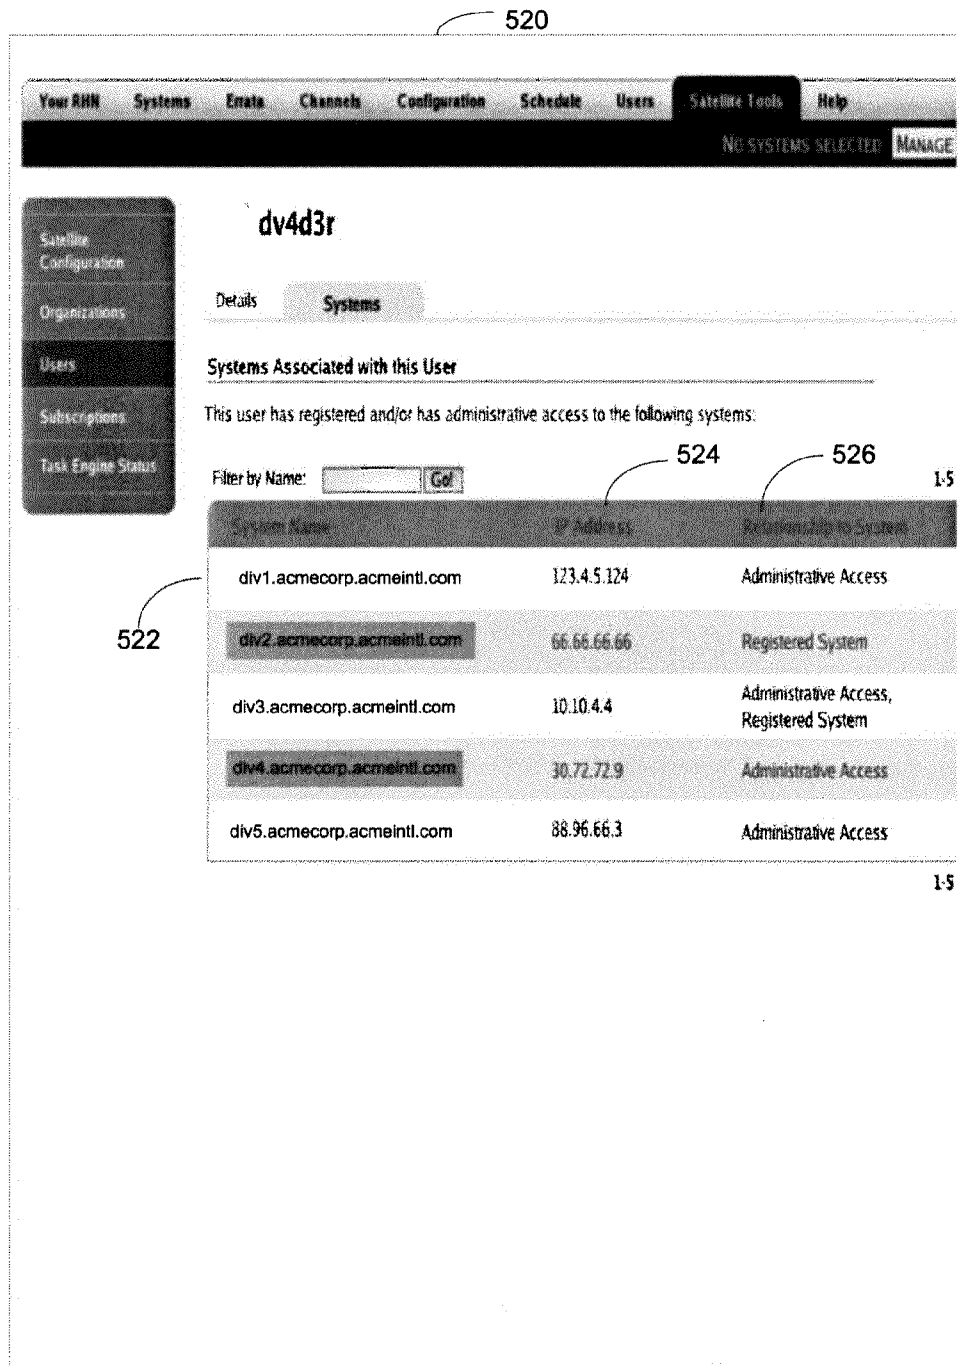 520
Your RHN Systems Errata Channels Configuration Schedule Users Satellite Tools Help
NO SYSTEMS SELECTED MANAGE
dv4d3r
Satellite
Configuration
Organizations
Users
Subscriptions
Task Engine Status
Details Systems
Systems Associated with this User
This user has registered and/or has administrative access to the following systems:
524 526
Filter by Name: Go! 1-5
System Name IP Address Relationship to System
522
div1.acmecorp.acmeintl.com 123.4.5.124 Administrative Access
div2.acmecorp.acmeintl.com 66.66.66.66 Registered System
div3.acmecorp.acmeintl.com 10.10.4.4 Administrative Access,
Registered System
div4.acmecorp.acmeintl.com 30.72.72.9 Administrative Access
div5.acmecorp.acmeintl.com 88.96.66.3 Administrative Access
1-5